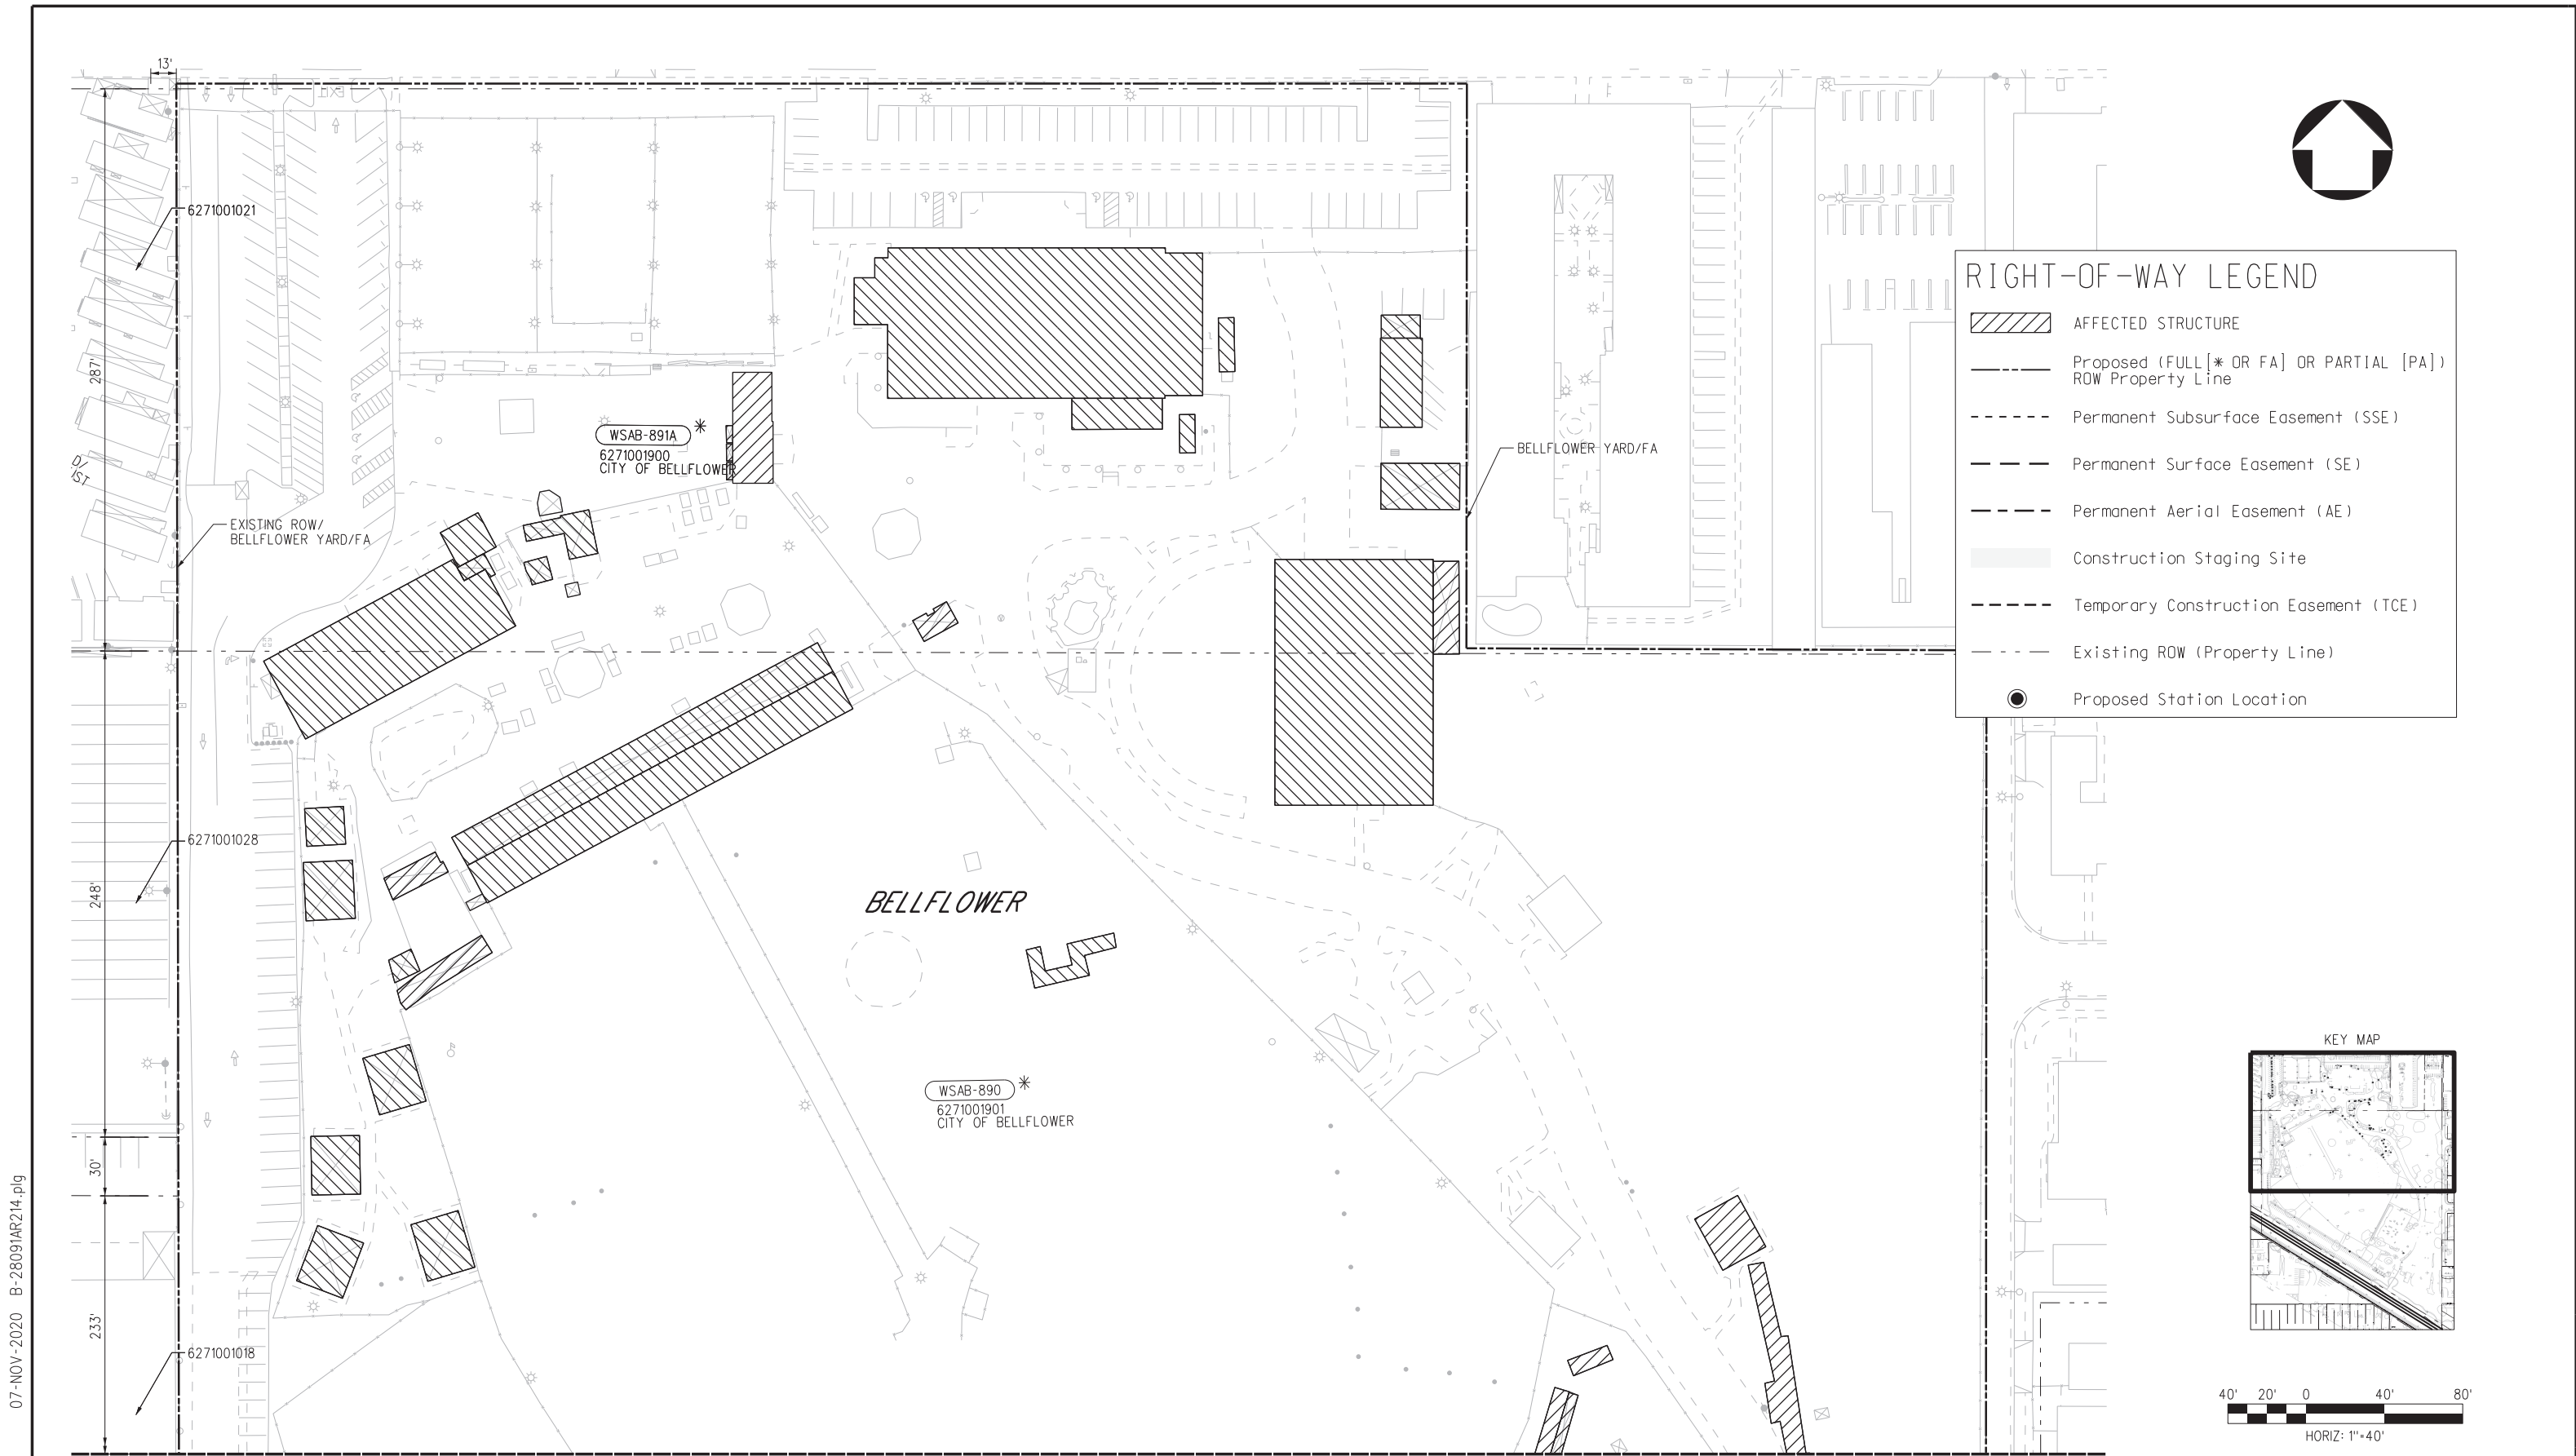 13'
EXIT
6271001021
287'
WSAB-891A *
6271001900
CITY OF BELLFLOWER
BELLFLOWER YARD/FA
D/
IST
EXISTING ROW/
BELLFLOWER YARD/FA
6271001028
248'
BELLFLOWER
WSAB-890 *
6271001901
CITY OF BELLFLOWER
30'
233'
6271001018
RIGHT-OF-WAY LEGEND
AFFECTED STRUCTURE
Proposed (FULL[* OR FA] OR PARTIAL [PA])
ROW Property Line
Permanent Subsurface Easement (SSE)
Permanent Surface Easement (SE)
Permanent Aerial Easement (AE)
Construction Staging Site
Temporary Construction Easement (TCE)
Existing ROW (Property Line)
Proposed Station Location
KEY MAP
40' 20' 0 40' 80'
HORIZ: 1"=40'
07-NOV-2020 B-28091AR214.plg